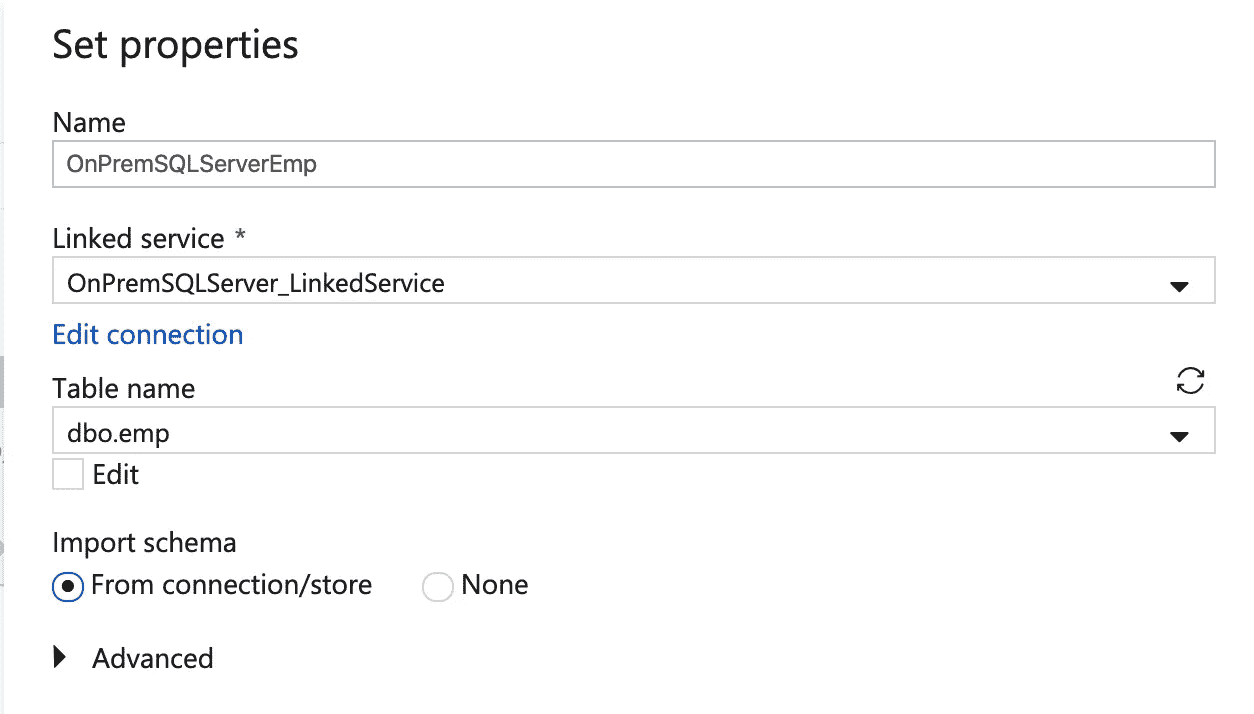 Set properties
Name
OnPremSQLServerEmp
Linked service *
OnPremSQLServer_LinkedService
Edit connection
Table name
dbo.emp
Edit
Import schema
From connection/store None
Advanced